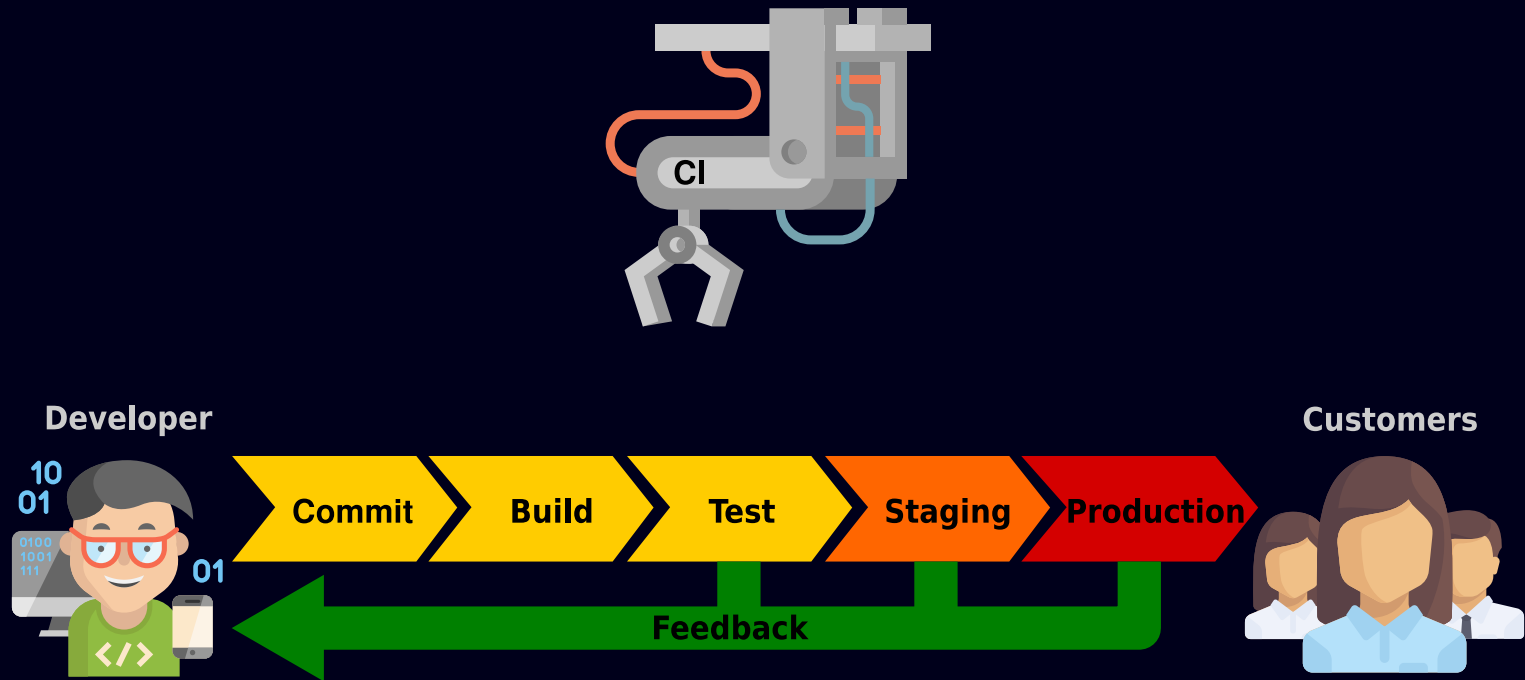 CI
Developer
Customers
10
01
0100
1001
111
01
Commit
Build
Test
Staging
Production
Feedback
</>